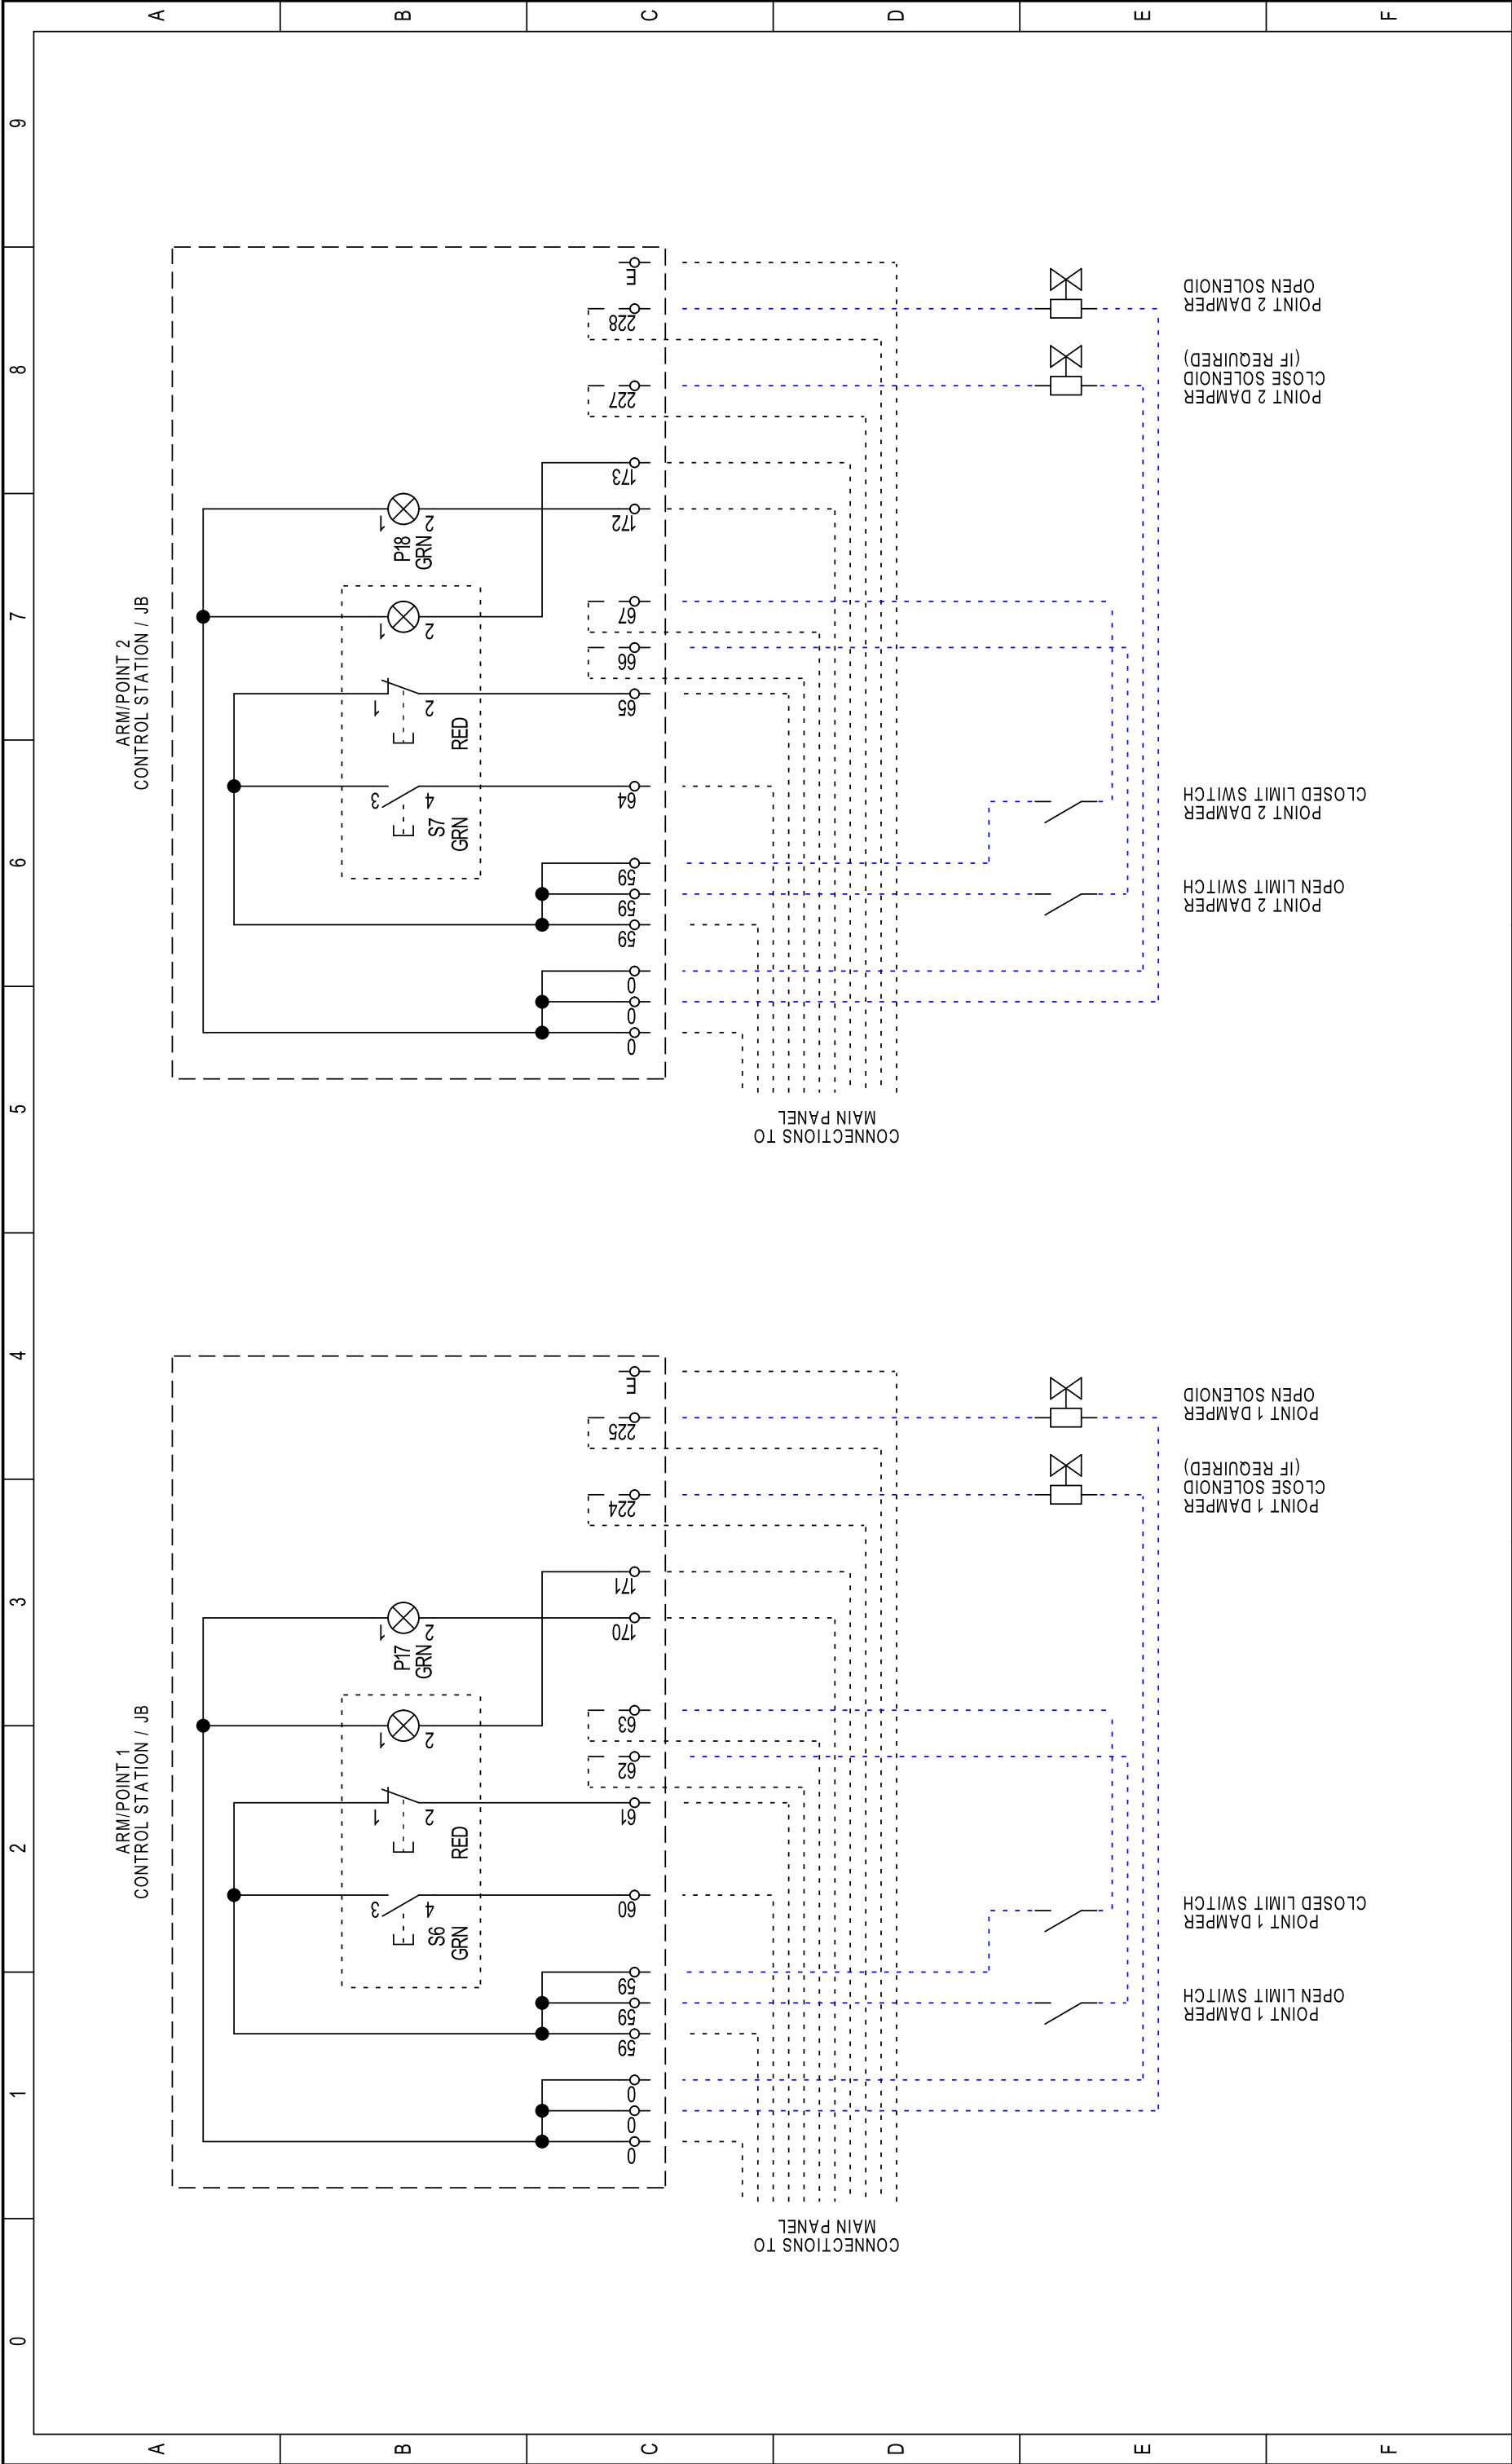 0
1
2
3
4
5
6
7
8
9
A
B
C
D
E
F
ARM/POINT 1
CONTROL STATION / JB
3
4
S6
GRN
1
2
RED
1
2
P17
GRN
1
2
0
0
0
59
59
59
60
61
62
63
170
171
224
225
E
CONNECTIONS TO
MAIN PANEL
POINT 1 DAMPER
OPEN LIMIT SWITCH
POINT 1 DAMPER
CLOSED LIMIT SWITCH
POINT 1 DAMPER
CLOSE SOLENOID
(IF REQUIRED)
POINT 1 DAMPER
OPEN SOLENOID
ARM/POINT 2
CONTROL STATION / JB
3
4
S7
GRN
1
2
RED
1
2
P18
GRN
1
2
0
0
0
59
59
59
64
65
66
67
172
173
227
228
E
CONNECTIONS TO
MAIN PANEL
POINT 2 DAMPER
OPEN LIMIT SWITCH
POINT 2 DAMPER
CLOSED LIMIT SWITCH
POINT 2 DAMPER
CLOSE SOLENOID
(IF REQUIRED)
POINT 2 DAMPER
OPEN SOLENOID
A
B
C
D
E
F